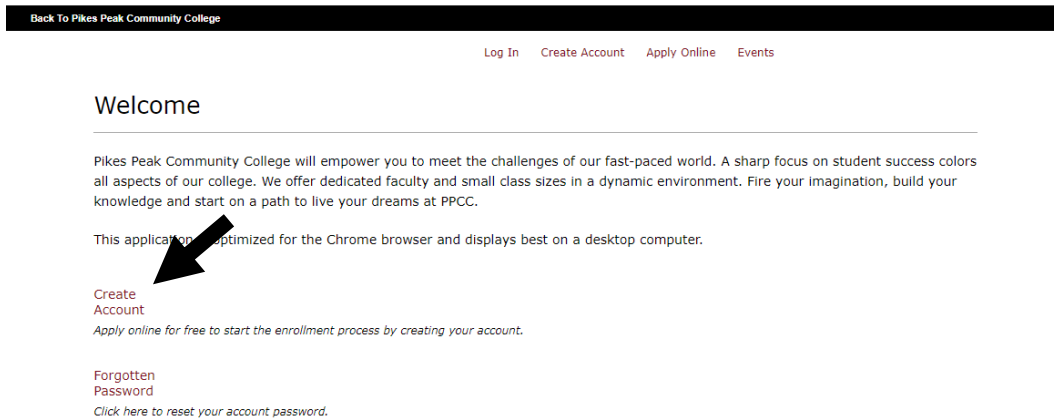 Back To Pikes Peak Community College
Log In Create Account Apply Online Events
Welcome
Pikes Peak Community College will empower you to meet the challenges of our fast-paced world. A sharp focus on student success colors
all aspects of our college. We offer dedicated faculty and small class sizes in a dynamic environment. Fire your imagination, build your
knowledge and start on a path to live your dreams at PPCC.
This application optimized for the Chrome browser and displays best on a desktop computer.
Create
Account
Apply online for free to start the enrollment process by creating your account.
Forgotten
Password
Click here to reset your account password.